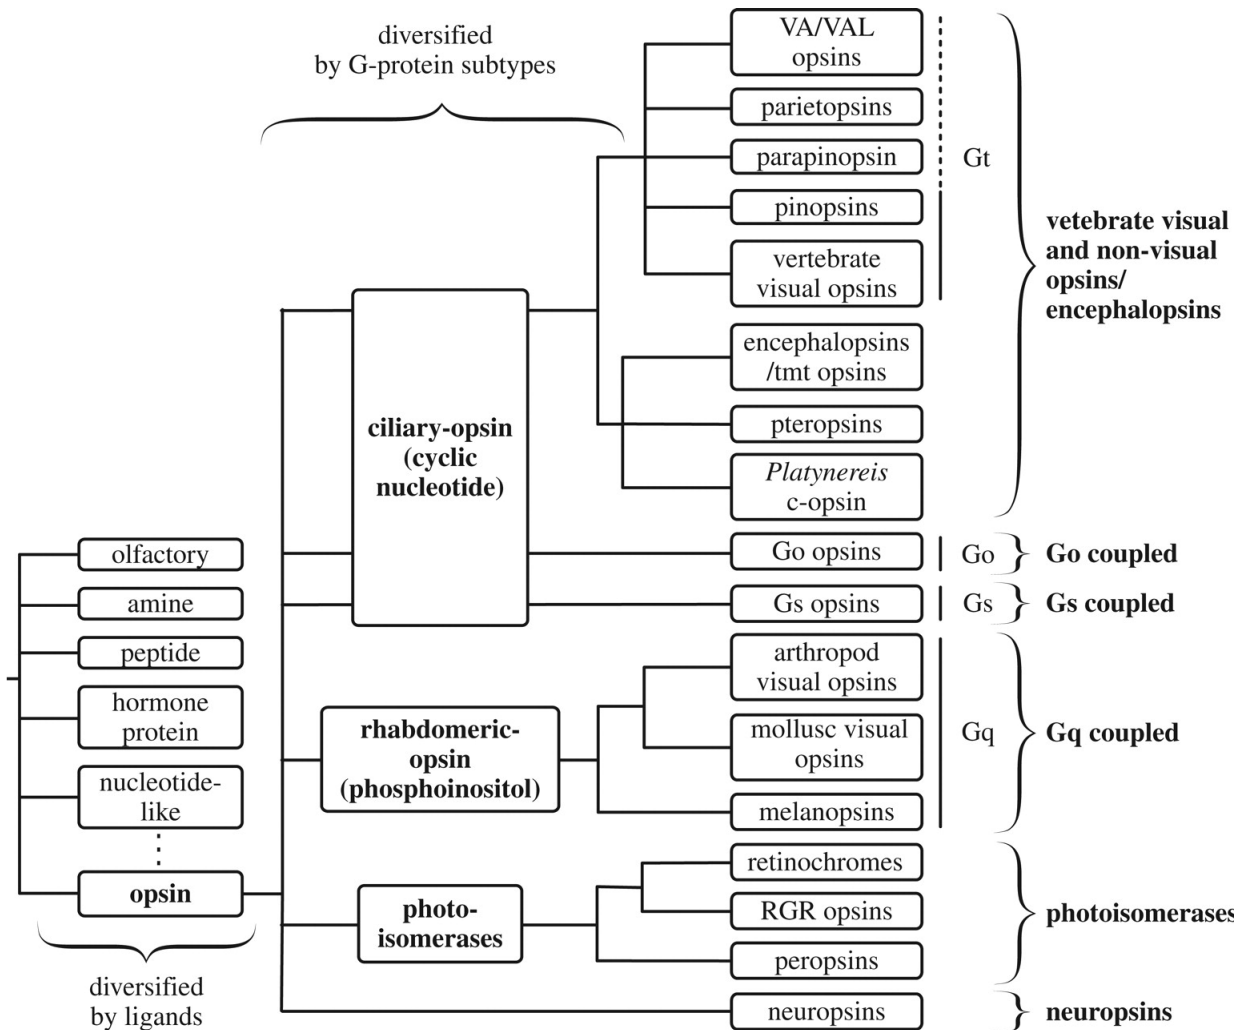 diversified
by G-protein subtypes
VA/VAL
opsins
parietopsins
parapinopsin
pinopsins
vertebrate
visual opsins
Gt
encephalopsins
/tmt opsins
pteropsins
Platynereis
c-opsin
vetebrate visual
and non-visual
opsins/
encephalopsins
ciliary-opsin
(cyclic
nucleotide)
Go opsins
Go
Go coupled
Gs opsins
Gs
Gs coupled
olfactory
amine
peptide
hormone
protein
nucleotide-
like
opsin
diversified
by ligands
rhabdomeric-
opsin
(phosphoinositol)
arthropod
visual opsins
mollusc visual
opsins
melanopsins
Gq
Gq coupled
photo-
isomerases
retinochromes
RGR opsins
peropsins
photoisomerases
neuropsins
neuropsins